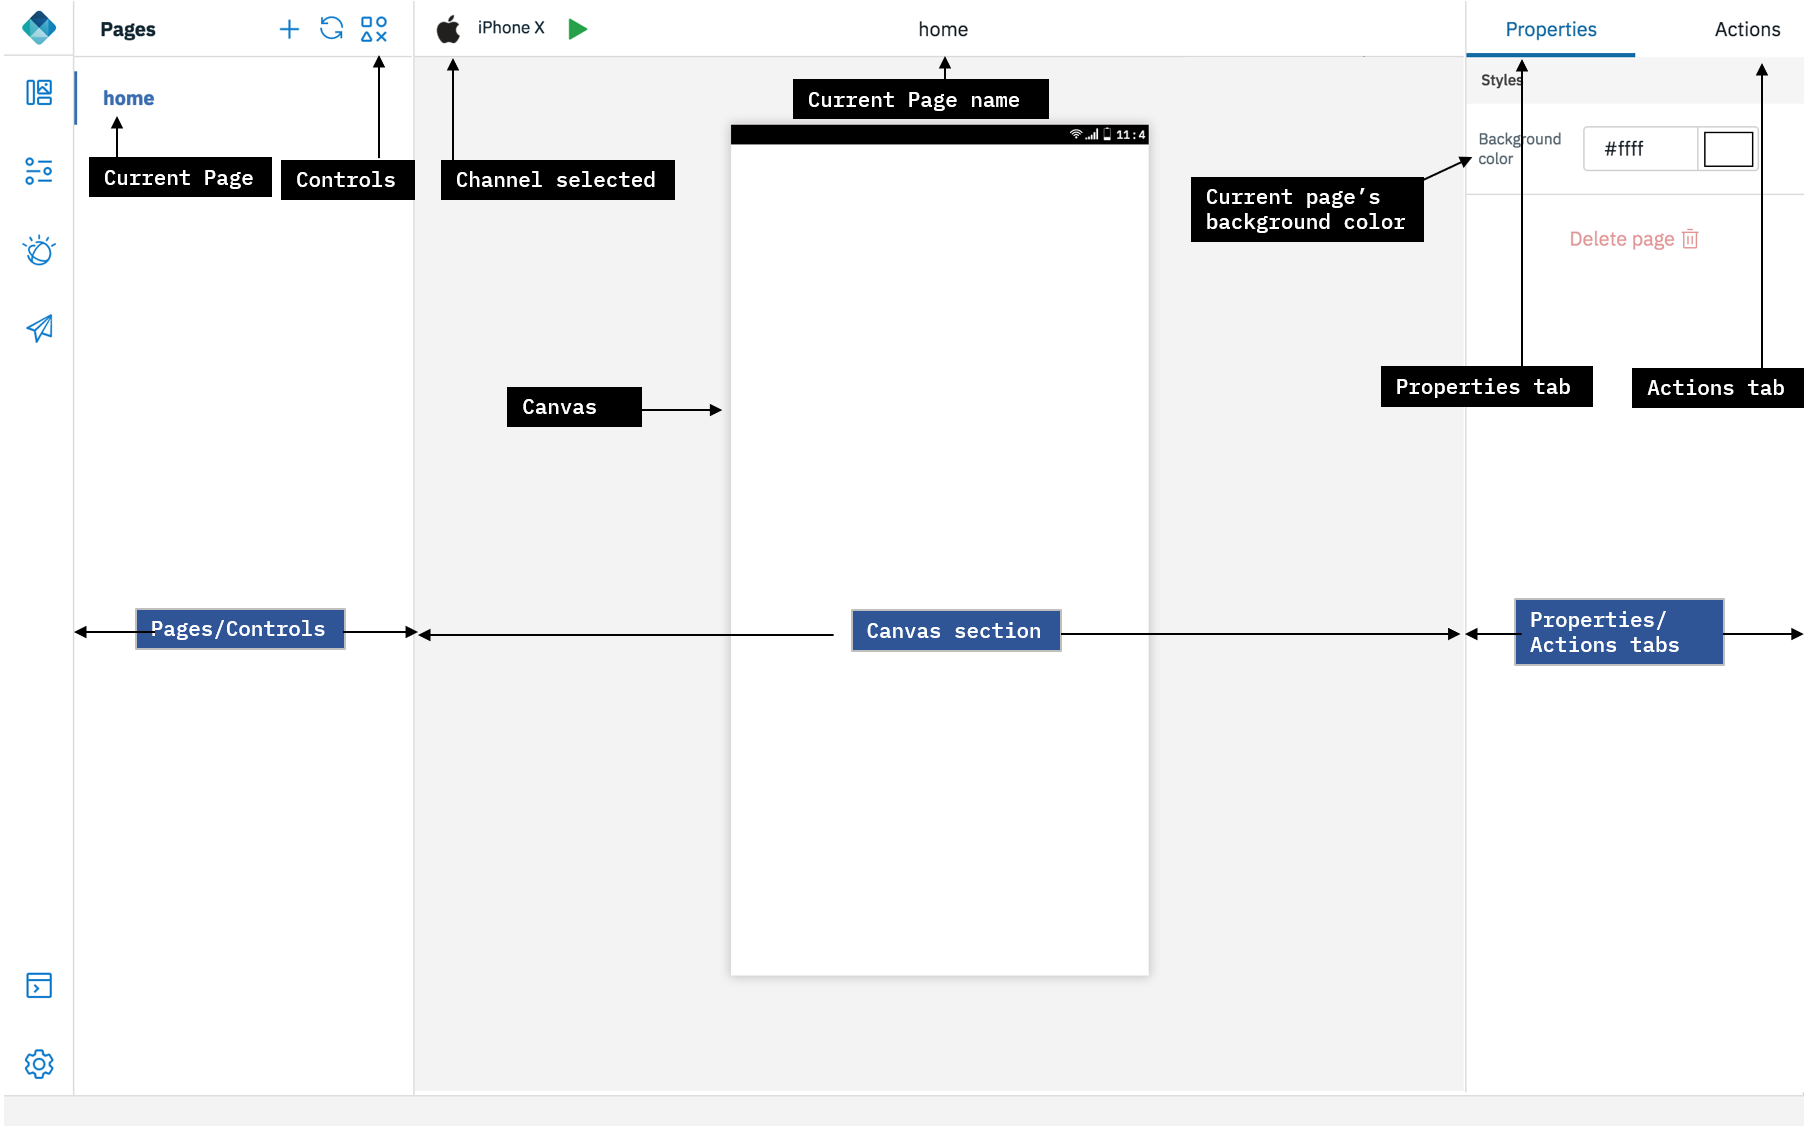 Pages
iPhone X
home
Properties
Actions
home
Current Page name
Styles
11:4
Background
color
#ffff
Current Page
Controls
Channel selected
Current page’s
background color
Delete page
Properties tab
Actions tab
Canvas
Pages/Controls
Canvas section
Properties/
Actions tabs